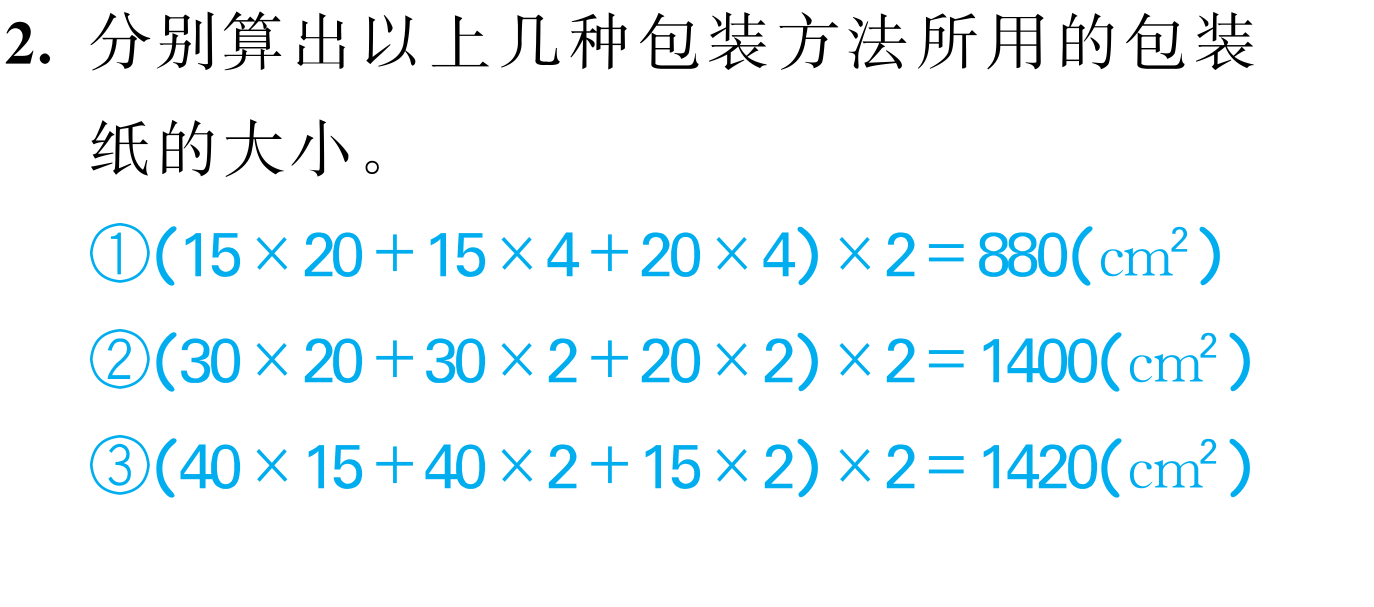 2. 分别算出以上几种包装方法所用的包装
纸的大小。
①(15×20+15×4+20×4)×2=880(cm²)
②(30×20+30×2+20×2)×2=1400(cm²)
③(40×15+40×2+15×2)×2=1420(cm²)